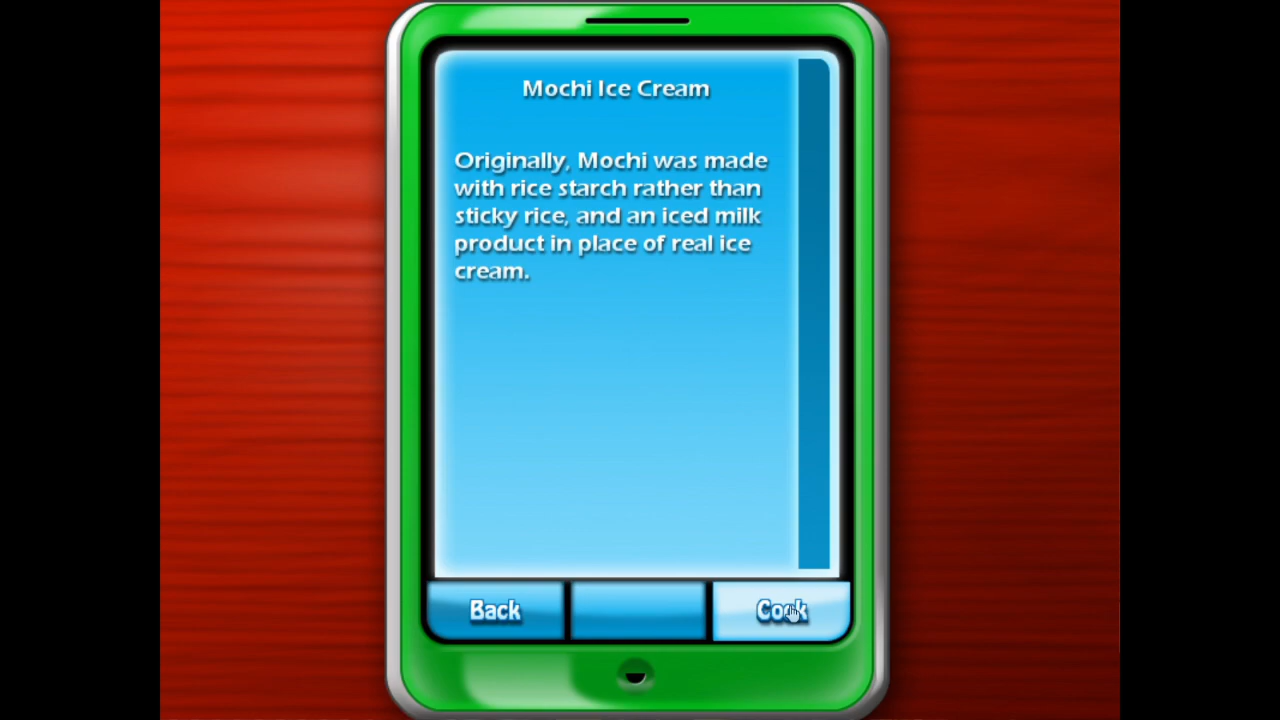 Mochi Ice Cream
Originally, Mochi was made
with rice starch rather than
sticky rice, and an iced milk
product in place of real ice
cream.
Back
Cook